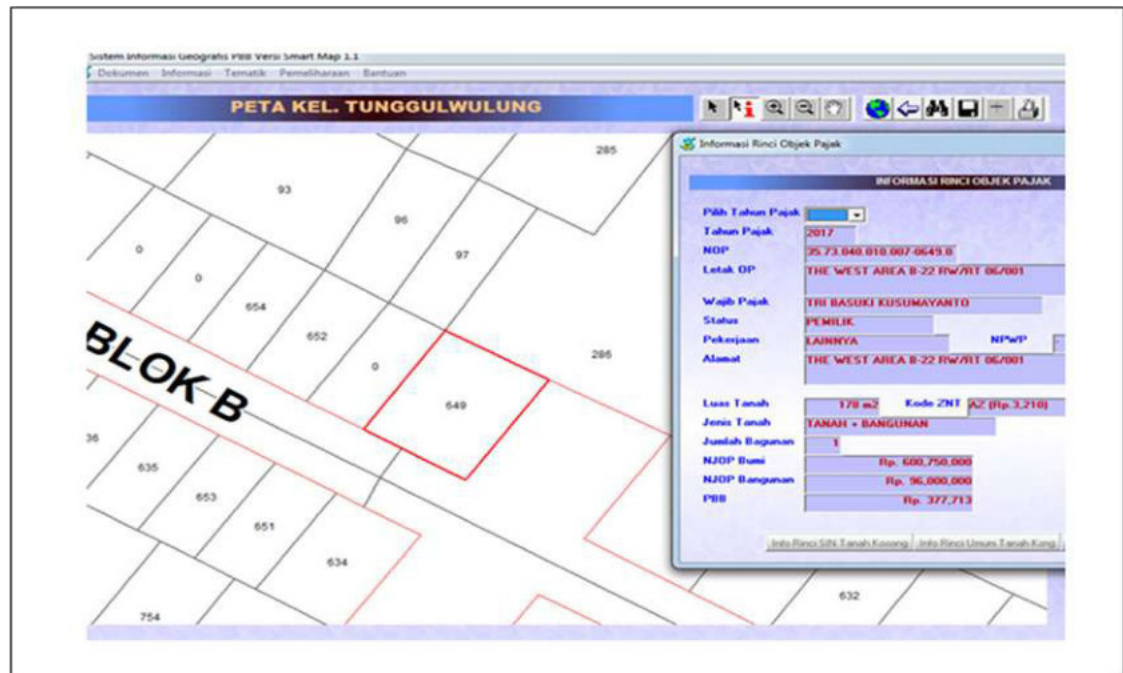 Sistem Informasi Geografis PBB Versi Smart Map 1.1
Dokumen Informasi Tematik Pemeliharaan Bantuan
PETA KEL. TUNGGULWULUNG
285
93
96
97
0
0
654
652
0
286
649
BLOK B
36
635
653
651
634
754
632
Informasi Rinci Objek Pajak
INFORMASI RINCI OBJEK PAJAK
Pilih Tahun Pajak
Tahun Pajak 2017
NOP 35.73.040.010.007-0649.0
Letak OP THE WEST AREA B-22 RW/RT 06/001
Wajib Pajak TRI BASUKI KUSUMAYANTO
Status PEMILIK
Pekerjaan LAINNYA NPWP -
Alamat THE WEST AREA B-22 RW/RT 06/001
Luas Tanah 178 m2 Kode ZNT AZ (Rp.3,210)
Jenis Tanah TANAH + BANGUNAN
Jumlah Bagunan 1
NJOP Bumi Rp. 600,750,000
NJOP Bangunan Rp. 96,000,000
PBB Rp. 377,713
Info Rinci SIN Tanah Kosong Info Rinci Umum Tanah Kang